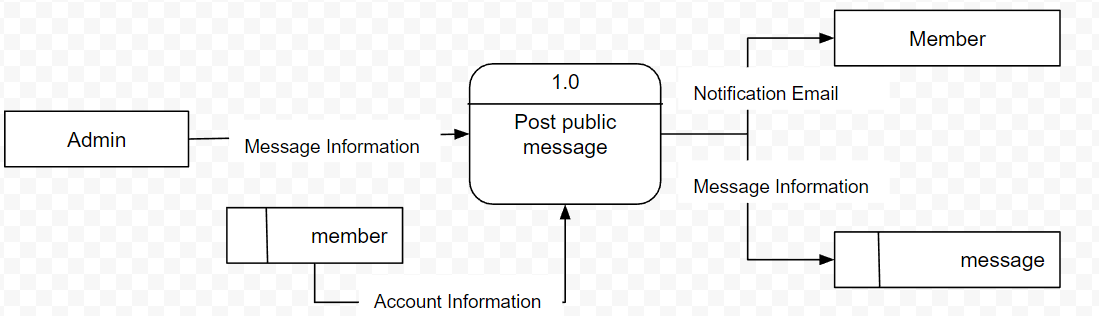 Member
1.0
Notification Email
Post public
message
Admin
Message Information
Message Information
member
message
Account Information